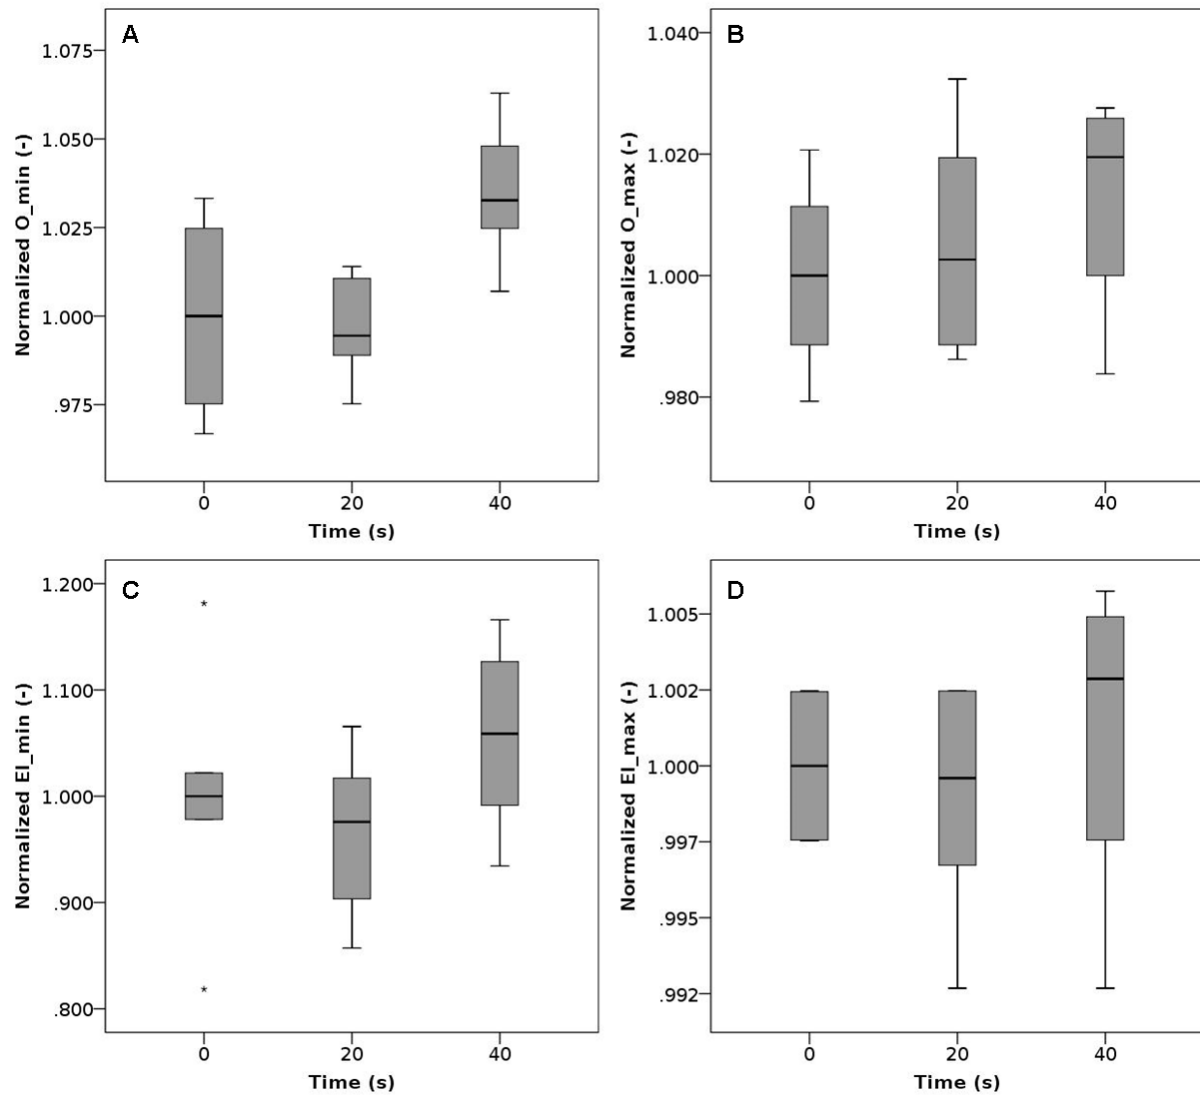 A
Normalized O_min (-)
1.075
1.050
1.025
1.000
.975
0 20 40
Time (s)
B
Normalized O_max (-)
1.040
1.020
1.000
.980
0 20 40
Time (s)
C
Normalized EI_min (-)
1.200
1.100
1.000
.900
.800
*
*
0 20 40
Time (s)
D
Normalized EI_max (-)
1.005
1.002
1.000
.997
.995
.992
0 20 40
Time (s)